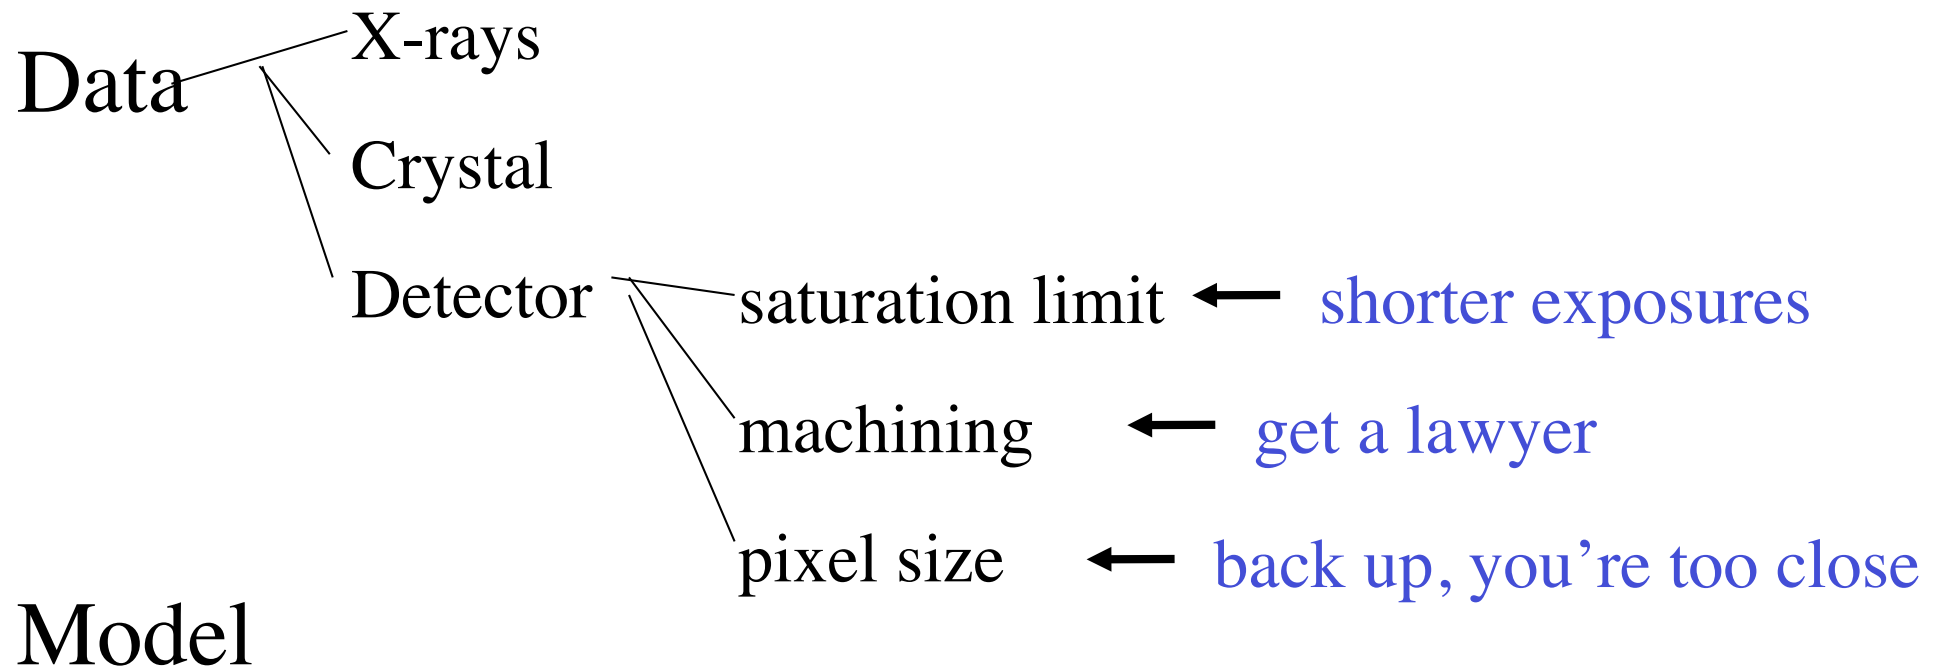 X-rays
Data
Crystal
Detector
saturation limit shorter exposures
machining get a lawyer
pixel size back up, you’re too close
Model